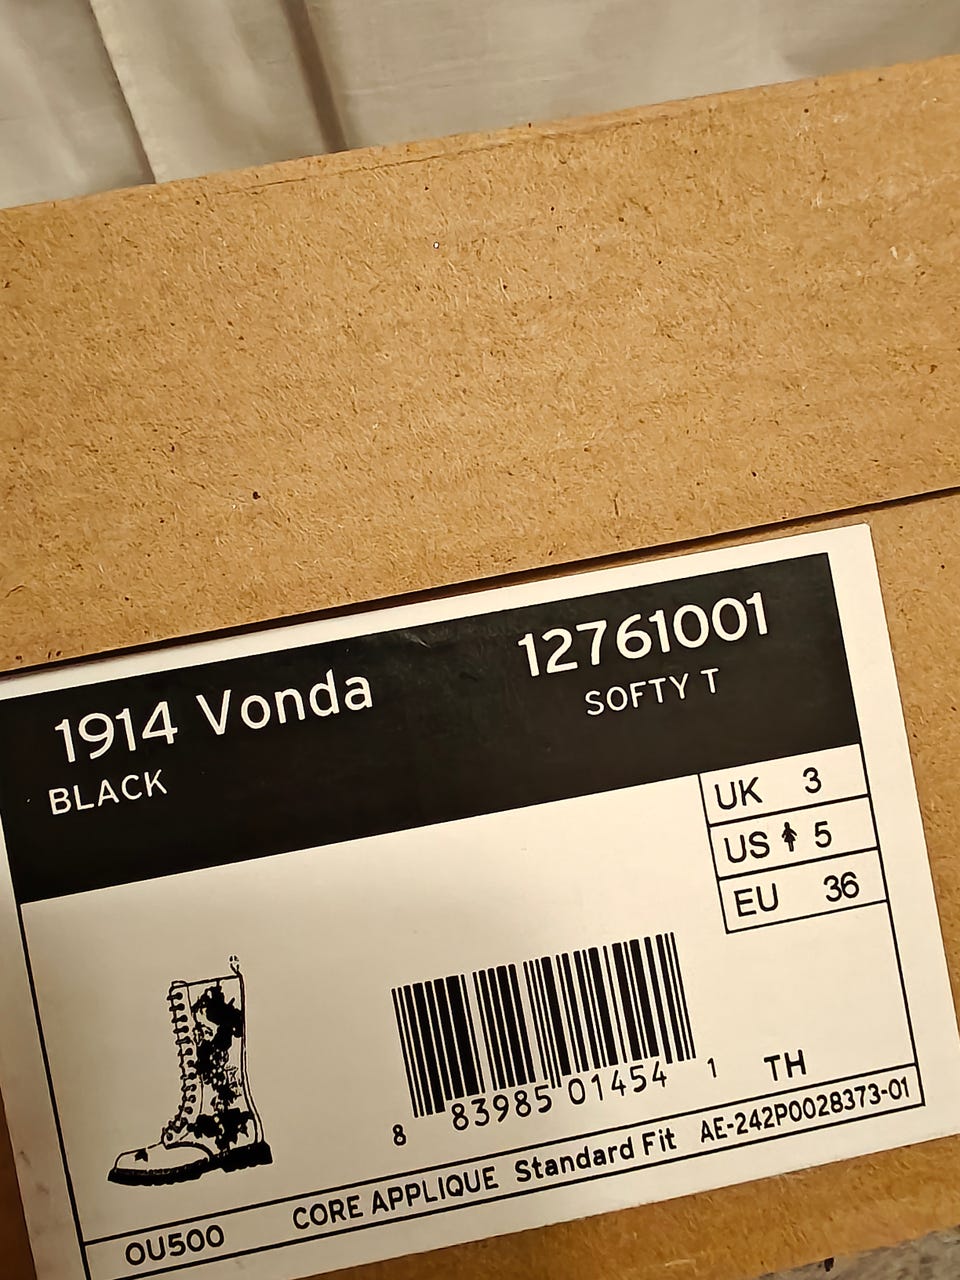 1914 Vonda 12761001
BLACK SOFTY T
UK 3
US 5
EU 36
8 83985 01454 1 TH
OU500 CORE APPLIQUE Standard Fit AE-242P0028373-01